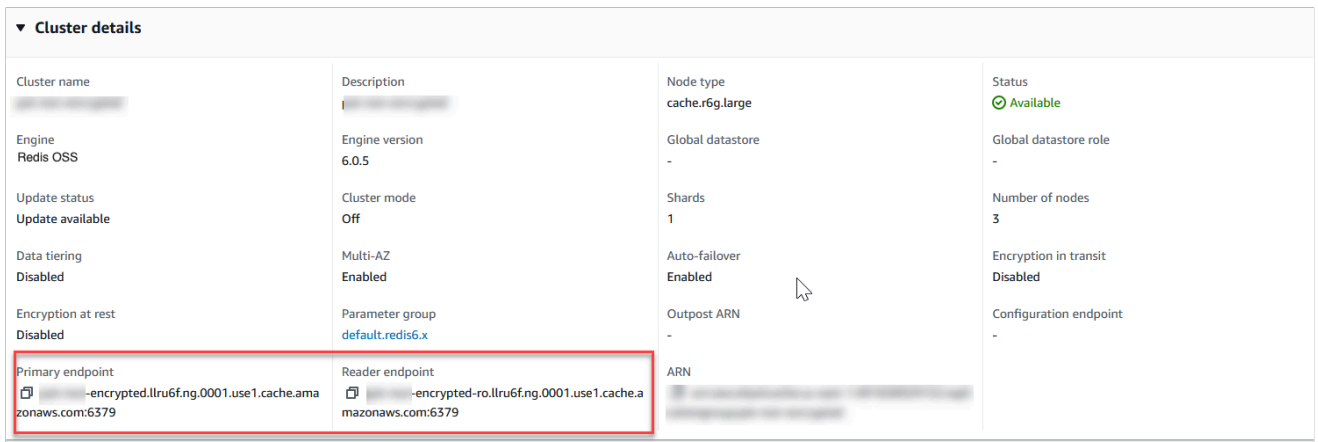 Cluster details
Cluster name
Description
Node type
Status
cache.r6g.large
Available
Engine
Engine version
Global datastore
Global datastore role
Redis OSS
6.0.5
-
-
Update status
Cluster mode
Shards
Number of nodes
Update available
Off
1
3
Data tiering
Multi-AZ
Auto-failover
Encryption in transit
Disabled
Enabled
Enabled
Disabled
Encryption at rest
Parameter group
Outpost ARN
Configuration endpoint
Disabled
default.redis6.x
-
-
Primary endpoint
Reader endpoint
ARN
-encrypted.llru6f.ng.0001.use1.cache.ama
-encrypted-ro.llru6f.ng.0001.use1.cache.a
zonaws.com:6379
mazonaws.com:6379